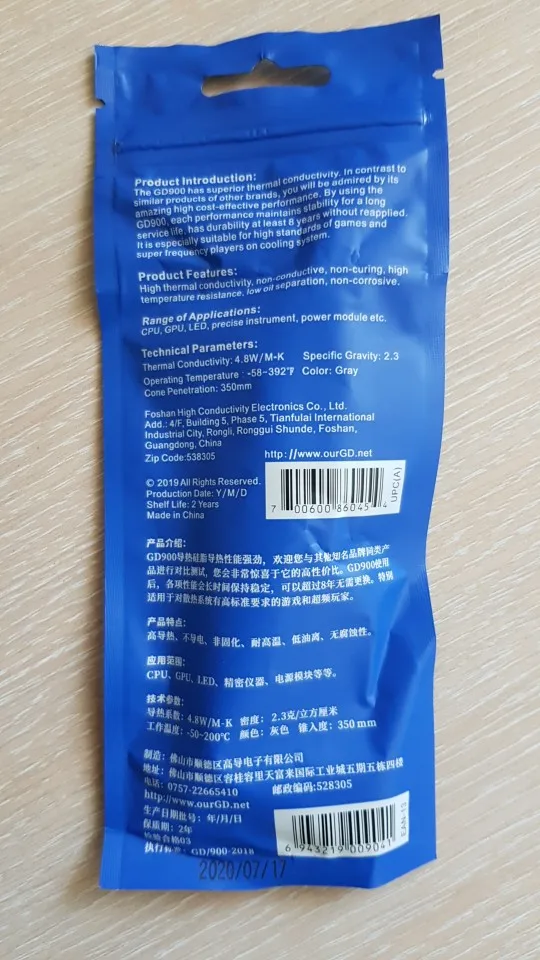 Product Introduction:
The GD900 has superior thermal conductivity. In contrast to
similar products of other brands, you will be admired by its
amazing high cost-effective performance. By using the
GD900, each performance maintains stability for a long
service life, has durability at least 8 years without reapplied.
It is especially suitable for high standards of games and
super frequency players on cooling system.
Product Features:
High thermal conductivity, non-conductive, non-curing, high
temperature resistance, low oil separation, non-corrosive.
Range of Applications:
CPU, GPU, LED, precise instrument, power module etc.
Technical Parameters:
Thermal Conductivity: 4.8W/M-K Specific Gravity: 2.3
Operating Temperature : -58-392℉ Color: Gray
Cone Penetration: 350mm
Foshan High Conductivity Electronics Co., Ltd.
Add.: 4/F, Building 5, Phase 5, Tianfulai International
Industrial City, Rongli, Ronggui Shunde, Foshan,
Guangdong, China
Zip Code:538305 http://www.ourGD.net
© 2019 All Rights Reserved.
Production Date: Y/M/D
Shelf Life: 2 Years
Made in China
7 00600 86045 4
UPC(A)
产品介绍:
GD900导热硅脂导热性能强劲，欢迎您与其他知名品牌同类产
品进行对比测试，您会非常惊喜于它的高性价比。GD900使用
后，各项性能会长时间保持稳定，可以超过8年无需更换。特别
适用于对散热系统有高标准要求的游戏和超频玩家。
产品特点:
高导热、不导电、非固化、耐高温、低油离、无腐蚀性。
应用范围:
CPU、GPU、LED、精密仪器、电源模块等等。
技术参数:
导热系数: 4.8W/M-K 密度: 2.3克/立方厘米
工作温度: -50~200℃ 颜色: 灰色 锥入度: 350mm
制造: 佛山市顺德区高导电子有限公司
地址: 佛山市顺德区容桂容里天富来国际工业城五期五栋四楼
电话: 0757-22665410 邮政编码:528305
http://www.ourGD.net
生产日期批号: 年/月/日
保质期: 2年
检验合格03
执行标准: GD/900-2018
6 943219 009041
EAN-13
2020/07/17